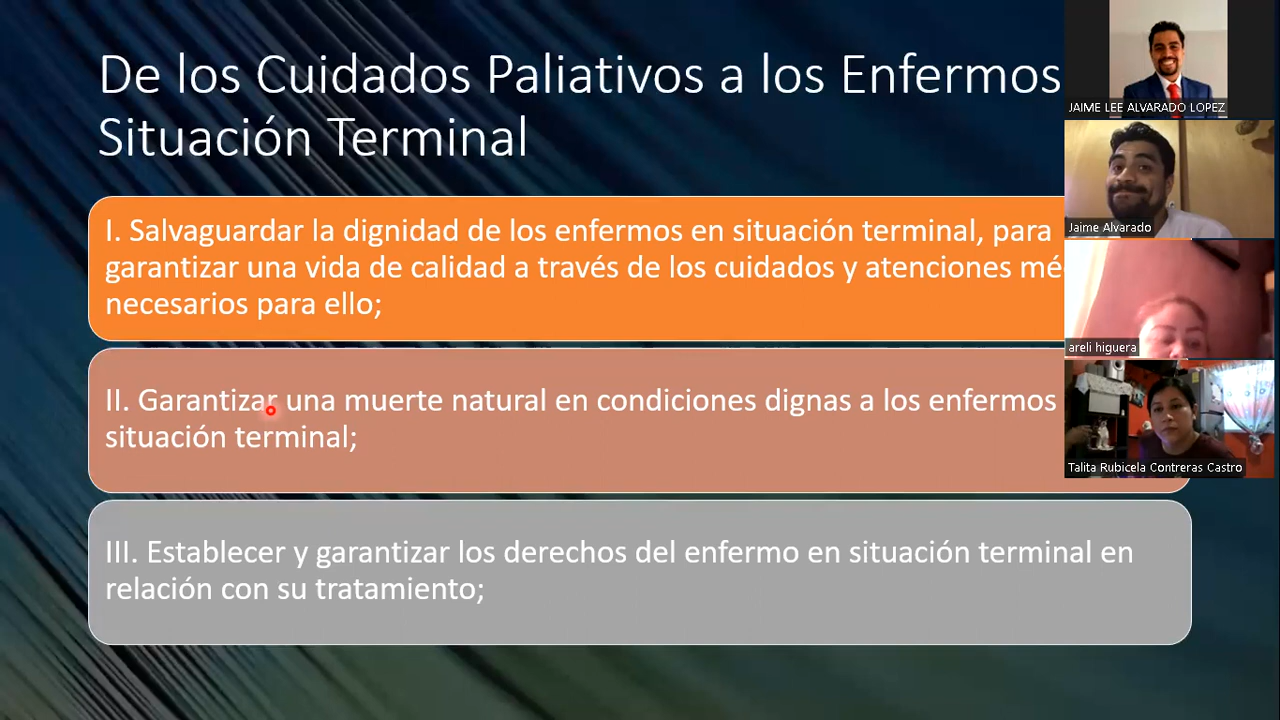 De los Cuidados Paliativos a los Enfermos
Situación Terminal
I. Salvaguardar la dignidad de los enfermos en situación terminal, para
garantizar una vida de calidad a través de los cuidados y atenciones
necesarios para ello;
II. Garantizar una muerte natural en condiciones dignas a los enfermos
situación terminal;
III. Establecer y garantizar los derechos del enfermo en situación terminal en
relación con su tratamiento;
JAIME LEE ALVARADO LOPEZ
Jaime Alvarado
areli higuera
Talita Rubicela Contreras Castro